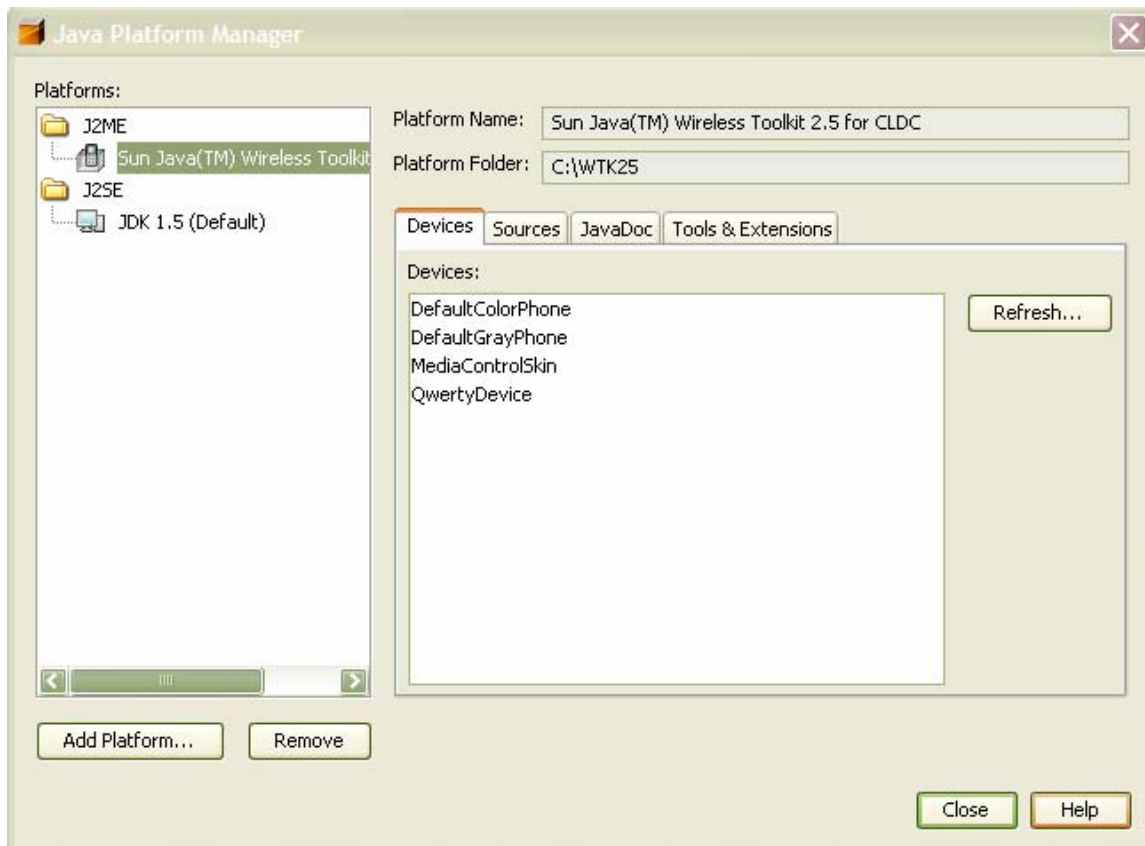 Java Platform Manager
Platforms:
J2ME
Sun Java(TM) Wireless Toolkit
J2SE
JDK 1.5 (Default)
Platform Name: Sun Java(TM) Wireless Toolkit 2.5 for CLDC
Platform Folder: C:\WTK25
Devices Sources JavaDoc Tools & Extensions
Devices:
DefaultColorPhone
DefaultGrayPhone
MediaControlSkin
QwertyDevice
Refresh...
Add Platform... Remove
Close Help